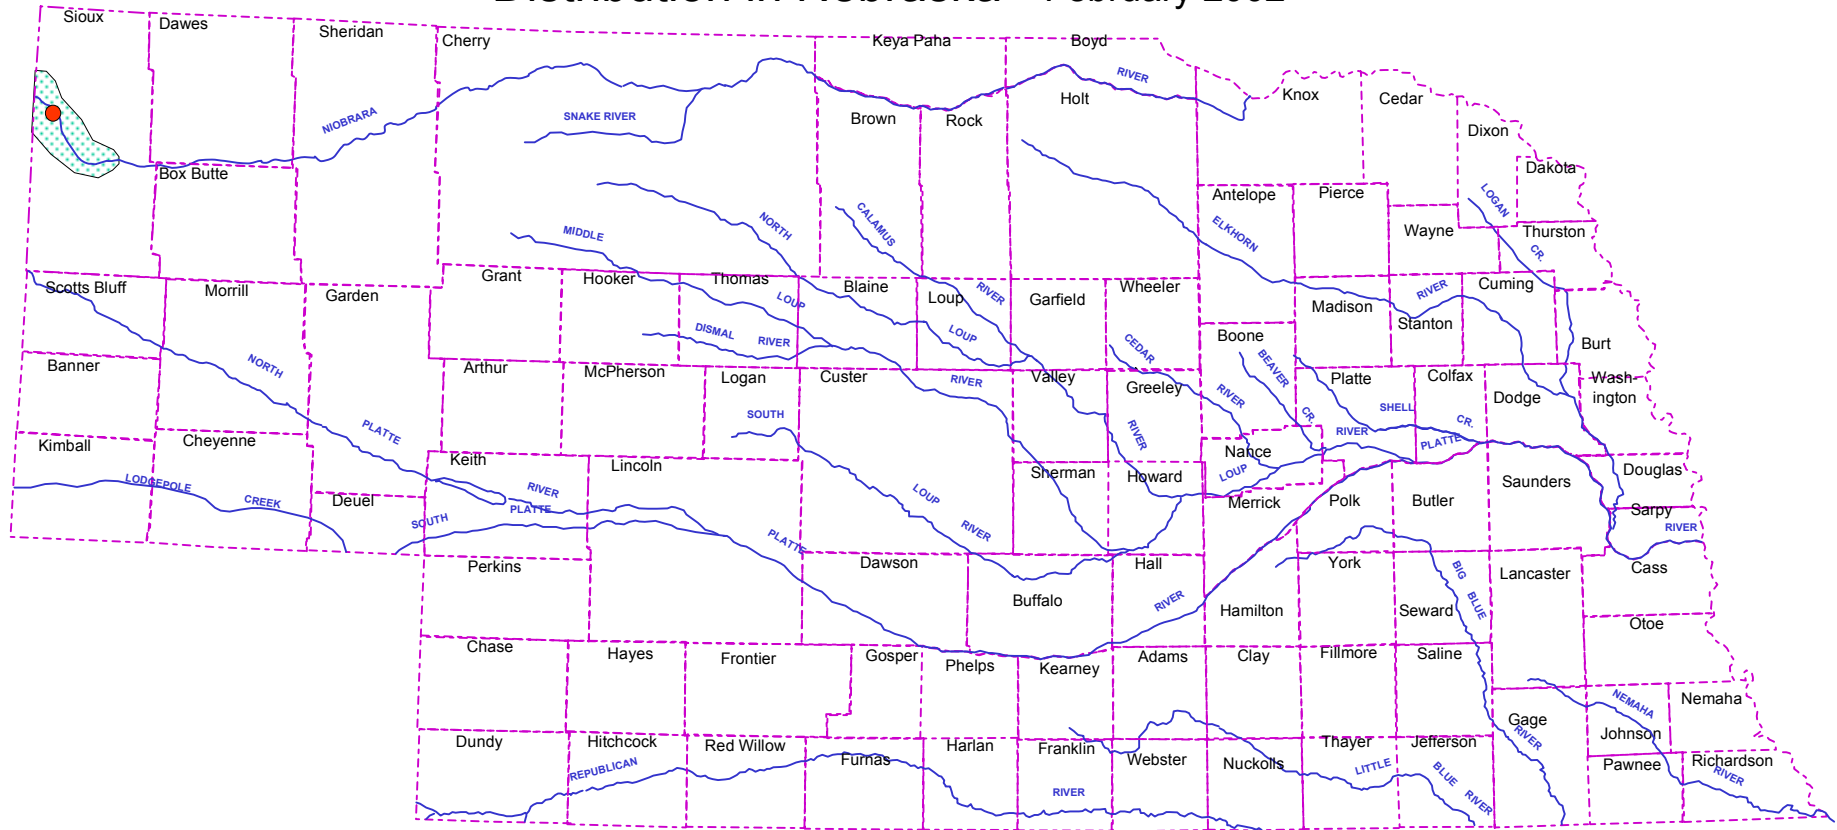 Distribution in Nebraska - February 2002
Sioux
Dawes
Sheridan
Cherry
Keya Paha
Boyd
RIVER
Knox
Cedar
Holt
NIOBRARA
SNAKE RIVER
Brown
Rock
Dixon
Dakota
Box Butte
Antelope
Pierce
LOGAN
CR.
Wayne
Thurston
MIDDLE
NORTH
CALAMUS
ELKHORN
Scotts Bluff
Morrill
Garden
Grant
Hooker
Thomas
Blaine
Loup
RIVER
Garfield
Wheeler
Madison
RIVER
Cuming
Stanton
LOUP
DISMAL
RIVER
LOUP
Boone
CEDAR
BEAVER
Burt
Banner
NORTH
Arthur
McPherson
Logan
Custer
RIVER
Valley
Greeley
RIVER
Platte
Colfax
Dodge
Wash-
ington
SHELL
CR.
CR.
Kimball
Cheyenne
PLATTE
SOUTH
RIVER
RIVER
PLATTE
Keith
Lincoln
Sherman
Howard
Nance
LOUP
Douglas
LODGEPOLE
CREEK
Deuel
RIVER
PLATTE
SOUTH
LOUP
RIVER
Merrick
Polk
Butler
Saunders
Sarpy
RIVER
PLATTE
Perkins
Dawson
Buffalo
Hall
RIVER
Hamilton
York
BIG
BLUE
Seward
Lancaster
Cass
Otoe
Chase
Hayes
Frontier
Gosper
Phelps
Kearney
Adams
Clay
Fillmore
Saline
Gage
RIVER
NEMAHA
Nemaha
Johnson
Dundy
Hitchcock
Red Willow
Furnas
Harlan
Franklin
Webster
Nuckolls
Thayer
Jefferson
Pawnee
Richardson
RIVER
REPUBLICAN
RIVER
LITTLE
BLUE
RIVER